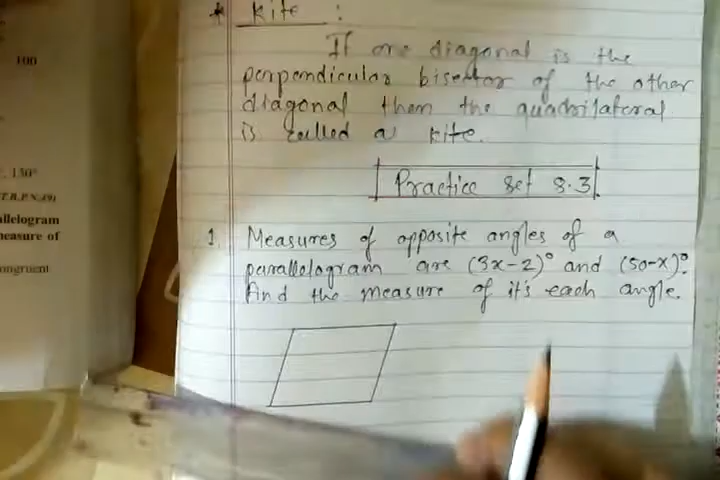 * Kite :
If one diagonal is the
perpendicular bisector of the other
diagonal then the quadrilateral
is called a kite.
Practice Set 8.3
1. Measures of opposite angles of a
parallelogram are (3x-2)° and (50-x)°.
Find the measure of it's each angle.
100
130°
allelogram
easure of
ongruent